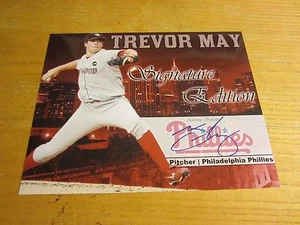 TREVOR MAY
Signature
Edition
Phillies
Pitcher | Philadelphia Phillies